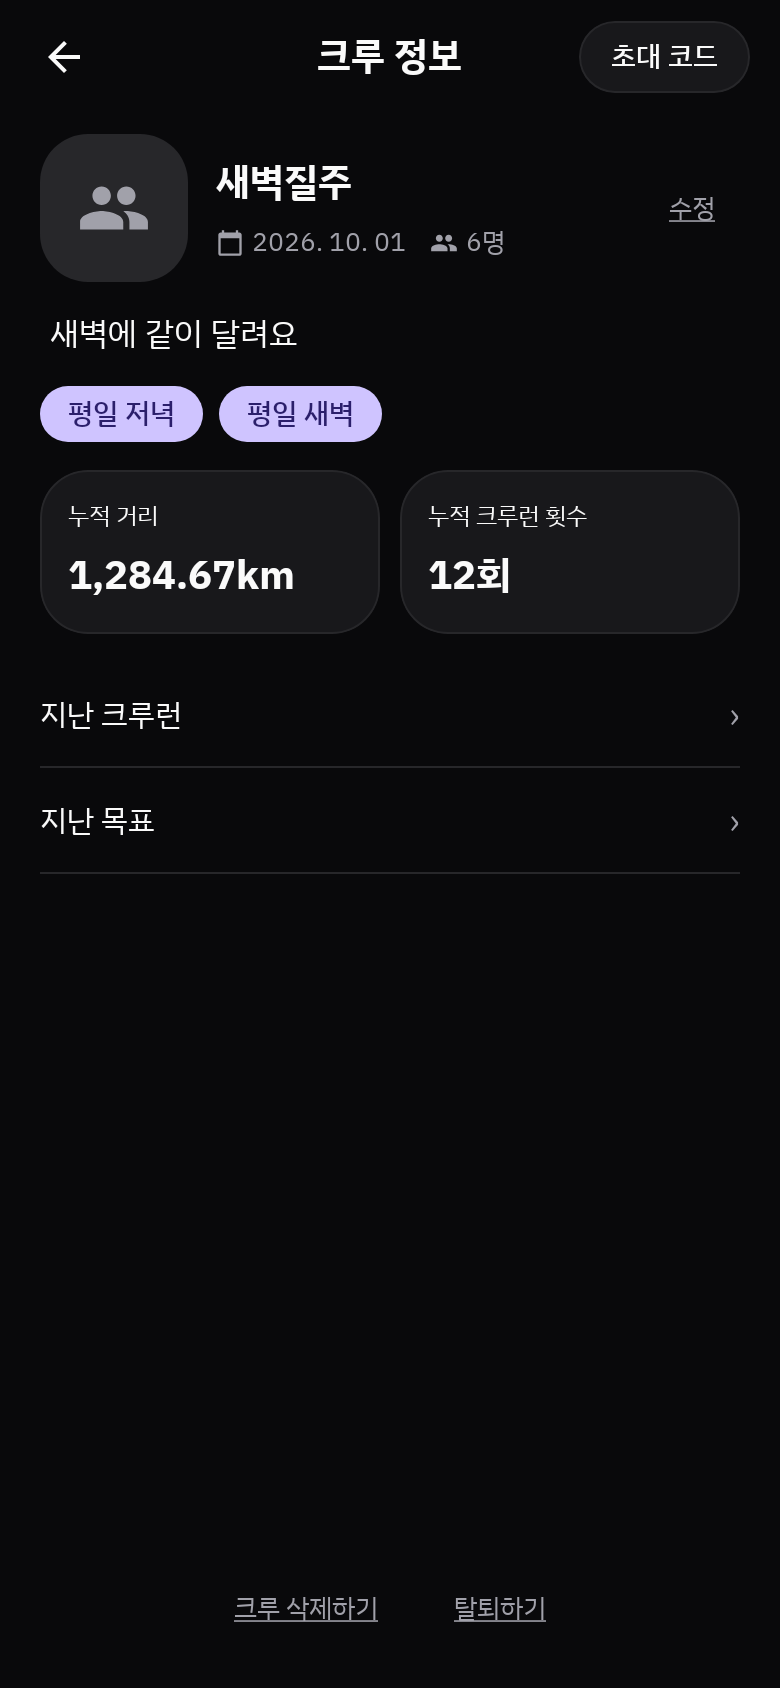 크루 정보
초대 코드
새벽질주
수정
2026. 10. 01 6명
새벽에 같이 달려요
평일 저녁 평일 새벽
누적 거리
1,284.67km
누적 크루런 횟수
12회
지난 크루런
지난 목표
크루 삭제하기 탈퇴하기